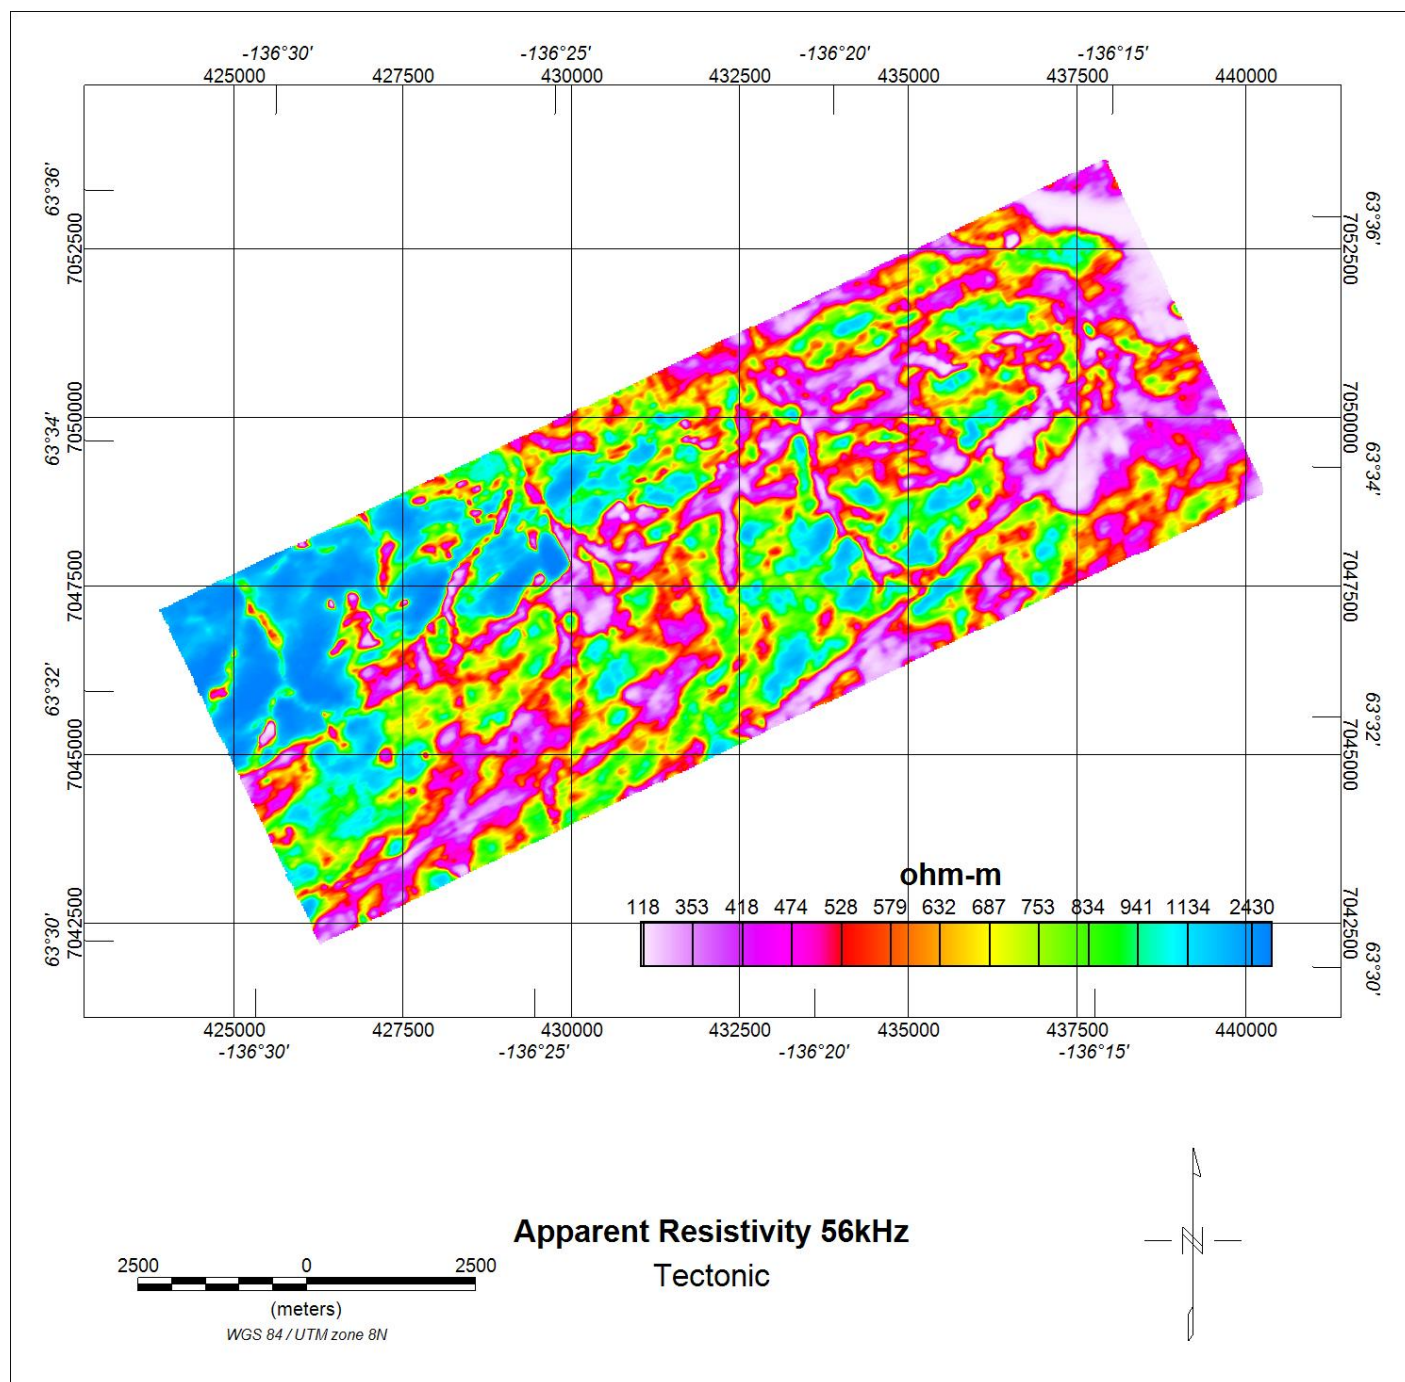 -136°30' -136°25' -136°20' -136°15'
425000 427500 430000 432500 435000 437500 440000
63°36' 63°36'
7052500 7052500
7050000 7050000
63°34' 63°34'
7047500 7047500
63°32' 63°32'
7045000 7045000
ohm-m
118 353 418 474 528 579 632 687 753 834 941 1134 2430
7042500 7042500
63°30' 63°30'
425000 427500 430000 432500 435000 437500 440000
-136°30' -136°25' -136°20' -136°15'
Apparent Resistivity 56kHz
Tectonic
2500 0 2500
(meters)
WGS 84 / UTM zone 8N
N